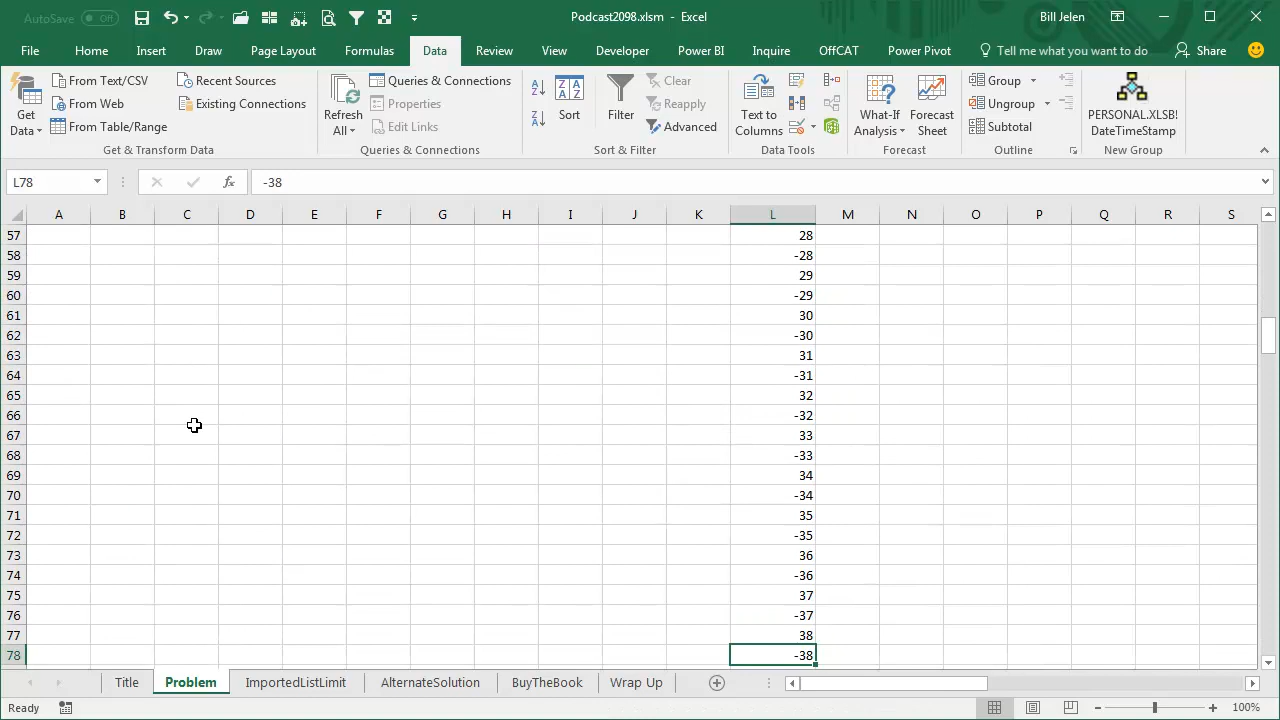 AutoSave Off Podcast2098.xlsm - Excel Bill Jelen
File Home Insert Draw Page Layout Formulas Data Review View Developer Power BI Inquire OffCAT Power Pivot Tell me what you want to do Share
Get Data
From Text/CSV
From Web
From Table/Range
Recent Sources
Existing Connections
Get & Transform Data
Refresh All
Queries & Connections
Properties
Edit Links
Queries & Connections
Sort
Filter
Clear
Reapply
Advanced
Sort & Filter
Text to Columns
Data Tools
What-If Analysis
Forecast Sheet
Forecast
Group
Ungroup
Subtotal
Outline
PERSONAL.XLSB!
DateTimeStamp
New Group
L78 fx -38
A B C D E F G H I J K L M N O P Q R S
57 28
58 -28
59 29
60 -29
61 30
62 -30
63 31
64 -31
65 32
66 -32
67 33
68 -33
69 34
70 -34
71 35
72 -35
73 36
74 -36
75 37
76 -37
77 38
78 -38
Title Problem ImportedListLimit AlternateSolution BuyTheBook Wrap Up
Ready 100%